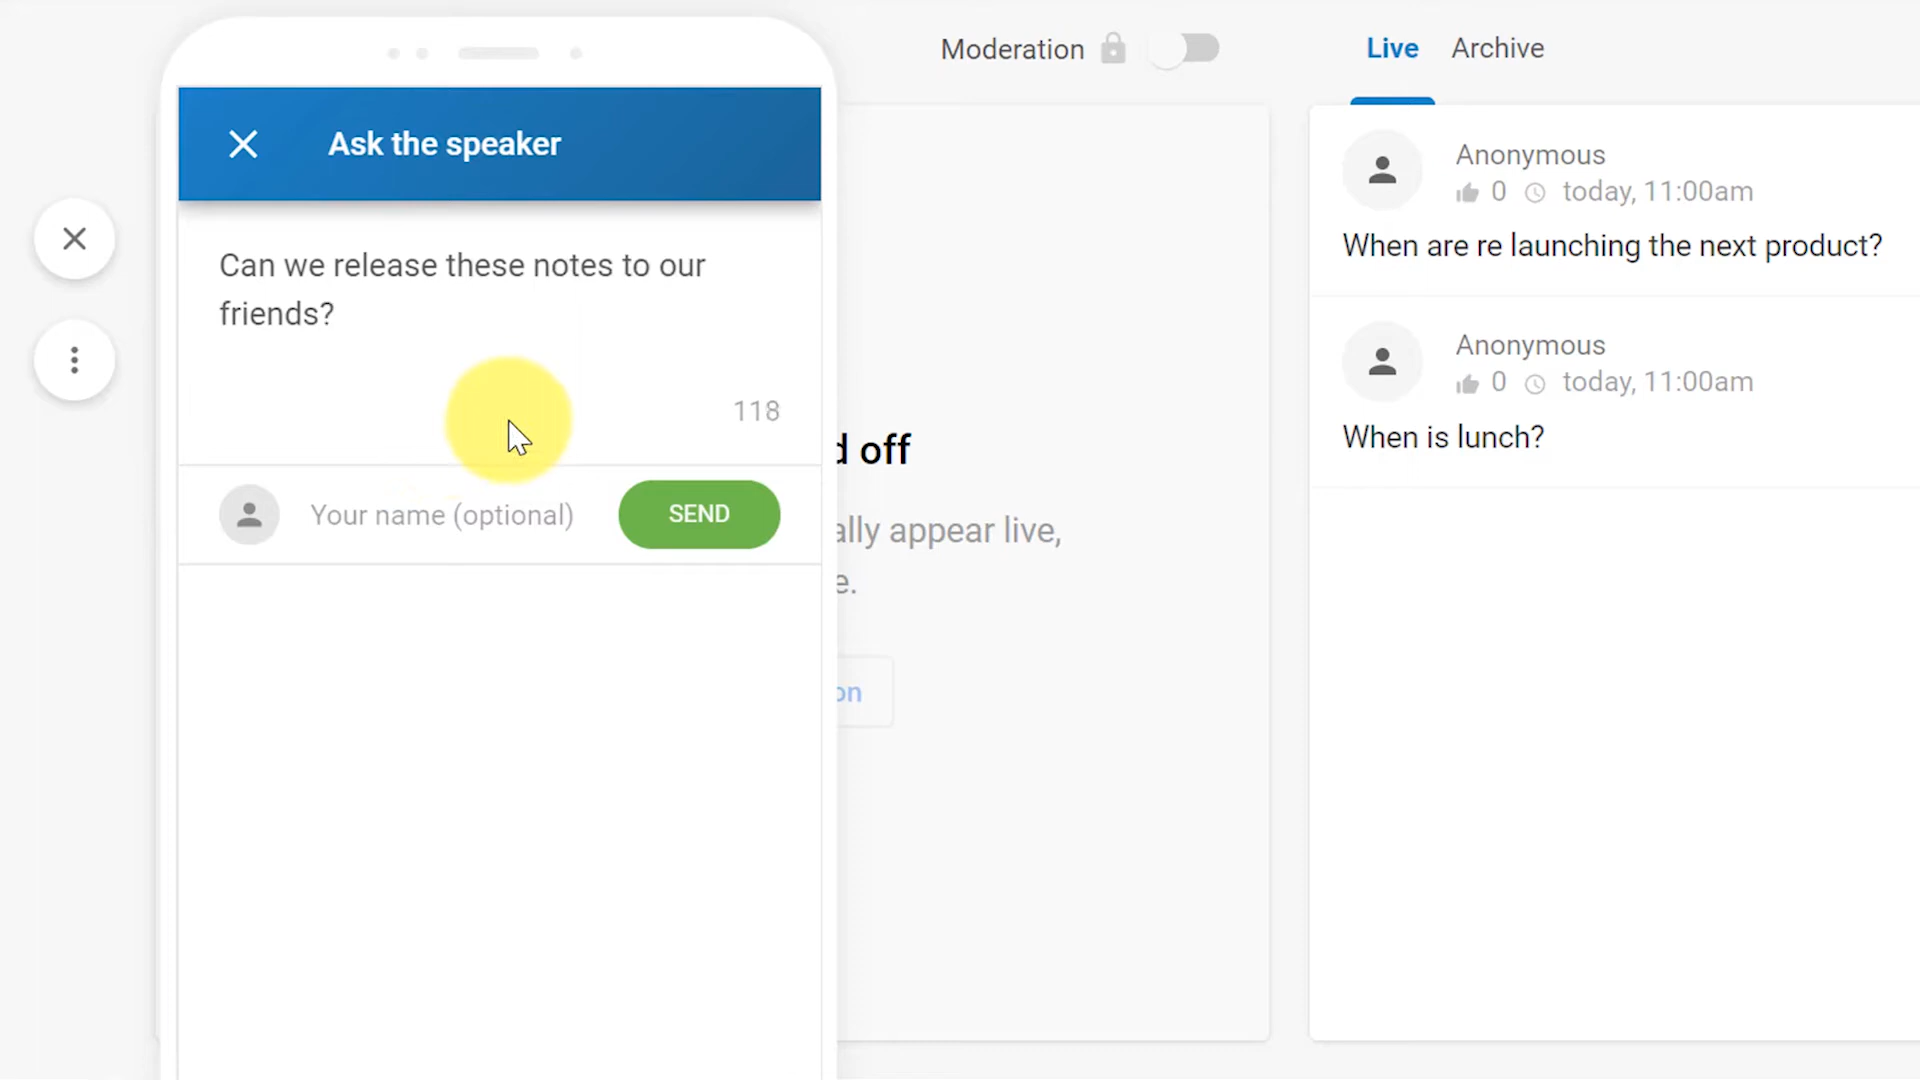 Ask the speaker
Can we release these notes to our
friends?
118
Your name (optional)
SEND
Moderation
d off
ally appear live,
e.
on
Live Archive
Anonymous
0 today, 11:00am
When are re launching the next product?
Anonymous
0 today, 11:00am
When is lunch?